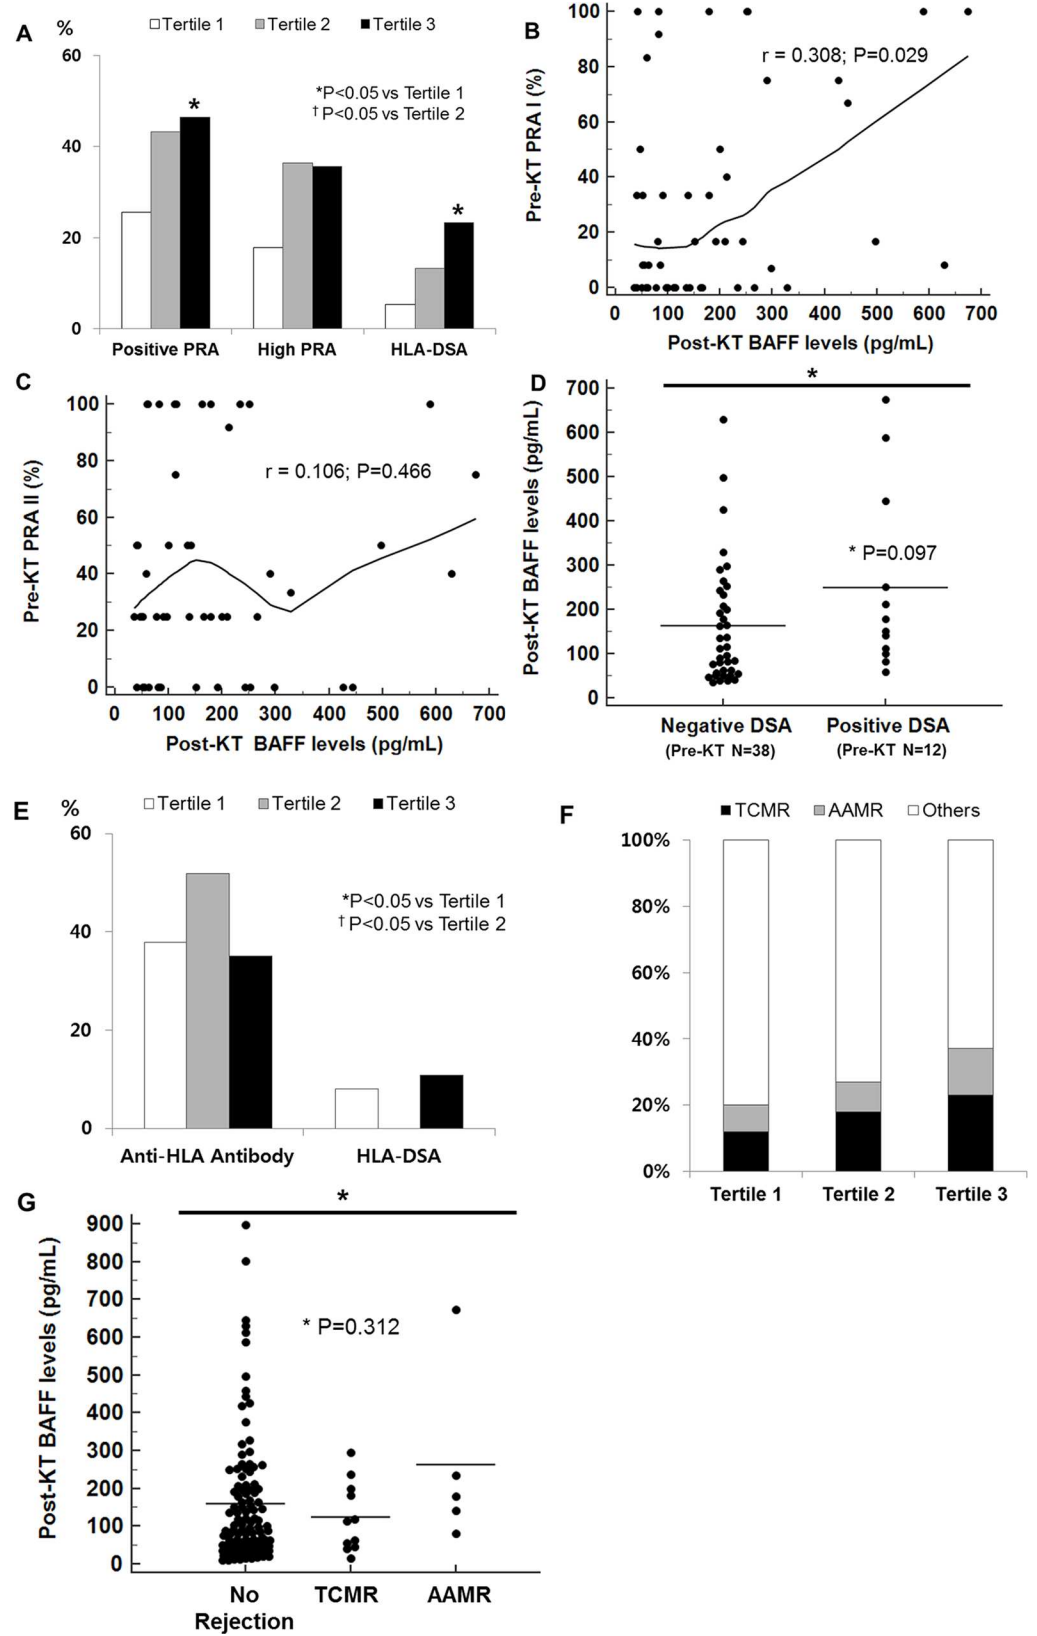 A
%
Tertile 1 Tertile 2 Tertile 3
60
40
20
0
*P<0.05 vs Tertile 1
† P<0.05 vs Tertile 2
*
*
Positive PRA High PRA HLA-DSA
B
Pre-KT PRA I (%)
100
80
60
40
20
0
r = 0.308; P=0.029
0 100 200 300 400 500 600 700
Post-KT BAFF levels (pg/mL)
C
Pre-KT PRA II (%)
100
80
60
40
20
0
r = 0.106; P=0.466
0 100 200 300 400 500 600 700
Post-KT BAFF levels (pg/mL)
D
Post-KT BAFF levels (pg/mL)
700
600
500
400
300
200
100
0
*
* P=0.097
Negative DSA Positive DSA
(Pre-KT N=38) (Pre-KT N=12)
E
%
Tertile 1 Tertile 2 Tertile 3
60
40
20
0
*P<0.05 vs Tertile 1
† P<0.05 vs Tertile 2
Anti-HLA Antibody HLA-DSA
F
TCMR AAMR Others
100%
80%
60%
40%
20%
0%
Tertile 1 Tertile 2 Tertile 3
G
Post-KT BAFF levels (pg/mL)
900
800
700
600
500
400
300
200
100
0
*
* P=0.312
No TCMR AAMR
Rejection